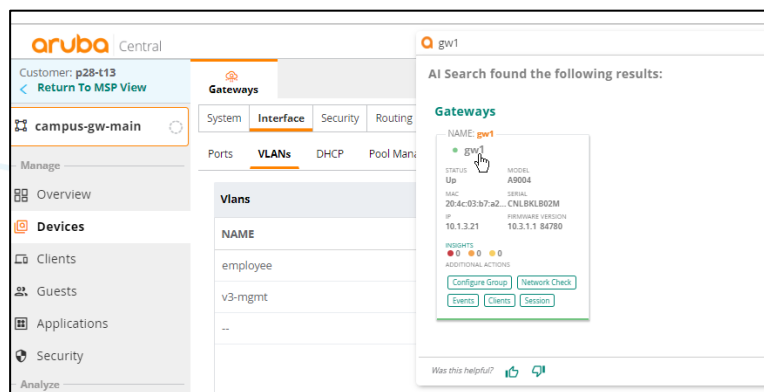 aruba Central
Customer: p28-t13
Return To MSP View
campus-gw-main
Manage
Overview
Devices
Clients
Guests
Applications
Security
Analyze
Gateways
System Interface Security Routing
Ports VLANs DHCP Pool Mana
Vlans
NAME
employee
v3-mgmt
--
gw1
AI Search found the following results:
Gateways
NAME: gw1
gw1
STATUS MODEL
Up A9004
MAC SERIAL
20:4c:03:b7:a2... CNLBKLB02M
IP FIRMWARE VERSION
10.1.3.21 10.3.1.1 84780
INSIGHTS
0 0 0
ADDITIONAL ACTIONS
Configure Group Network Check
Events Clients Session
Was this helpful?